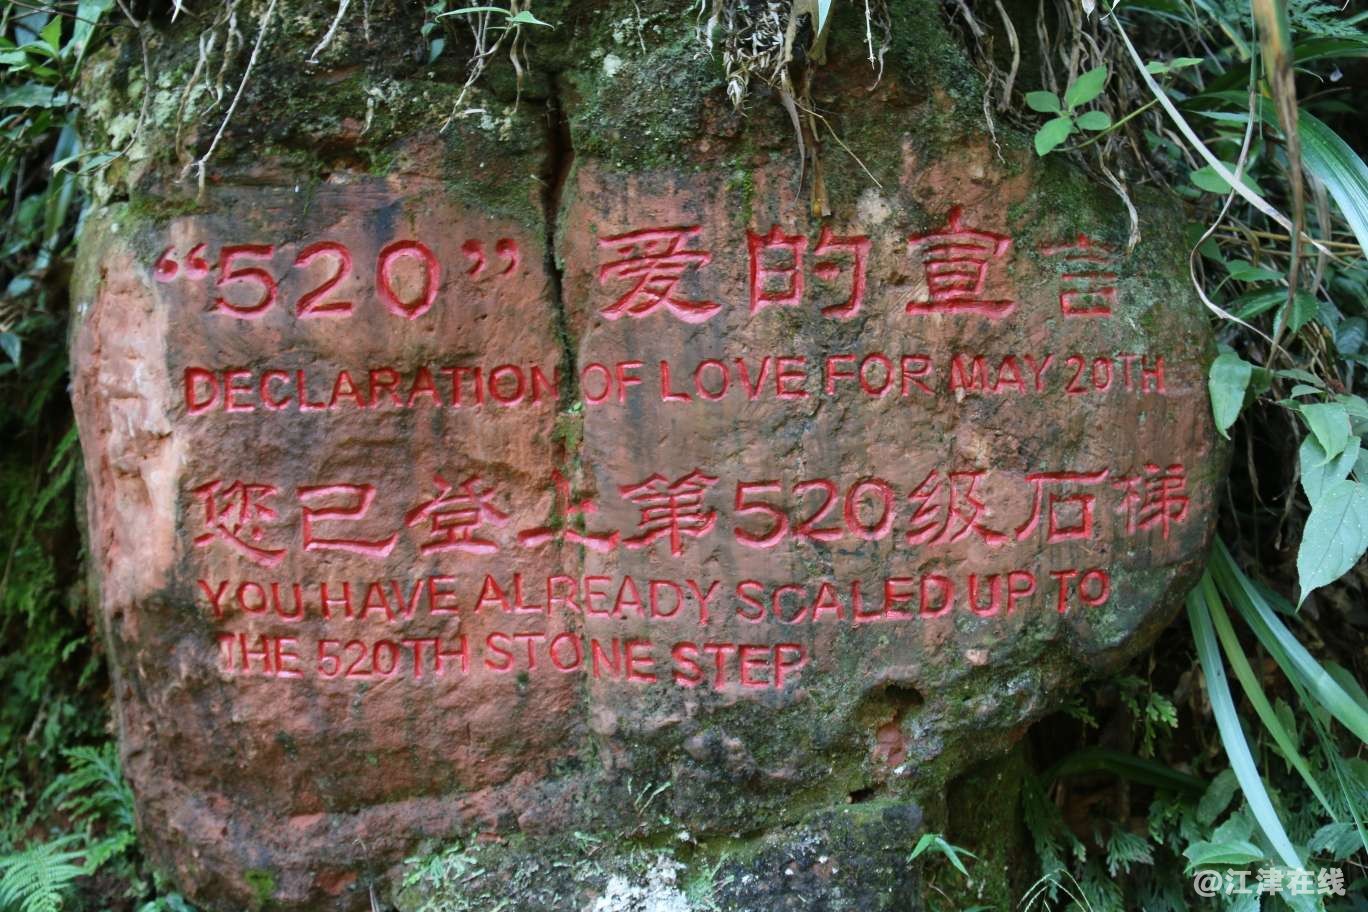 “520”爱的宣言
DECLARATION OF LOVE FOR MAY 20TH
您已登上第520级石梯
YOU HAVE ALREADY SCALED UP TO
THE 520TH STONE STEP
@江津在线